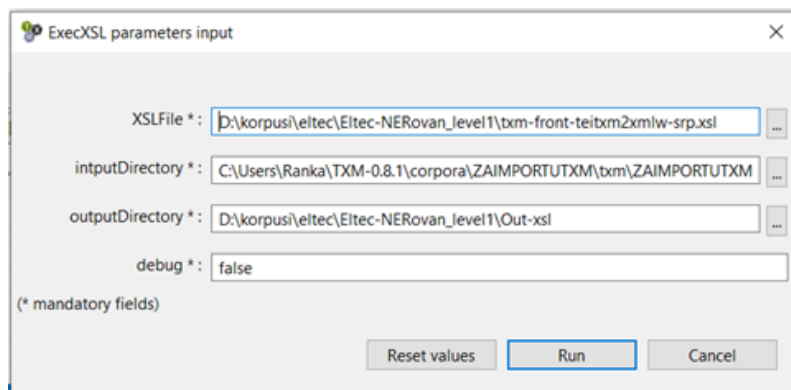 ExecXSL parameters input
XSLFile * : D:\korpusi\eltec\Eltec-NERovan_level1\txm-front-teitxm2xmlw-srp.xsl ...
intputDirectory * : C:\Users\Ranka\TXM-0.8.1\corpora\ZAIMPORTUTXM\txm\ZAIMPORTUTXM ...
outputDirectory * : D:\korpusi\eltec\Eltec-NERovan_level1\Out-xsl ...
debug * : false
(* mandatory fields)
Reset values Run Cancel